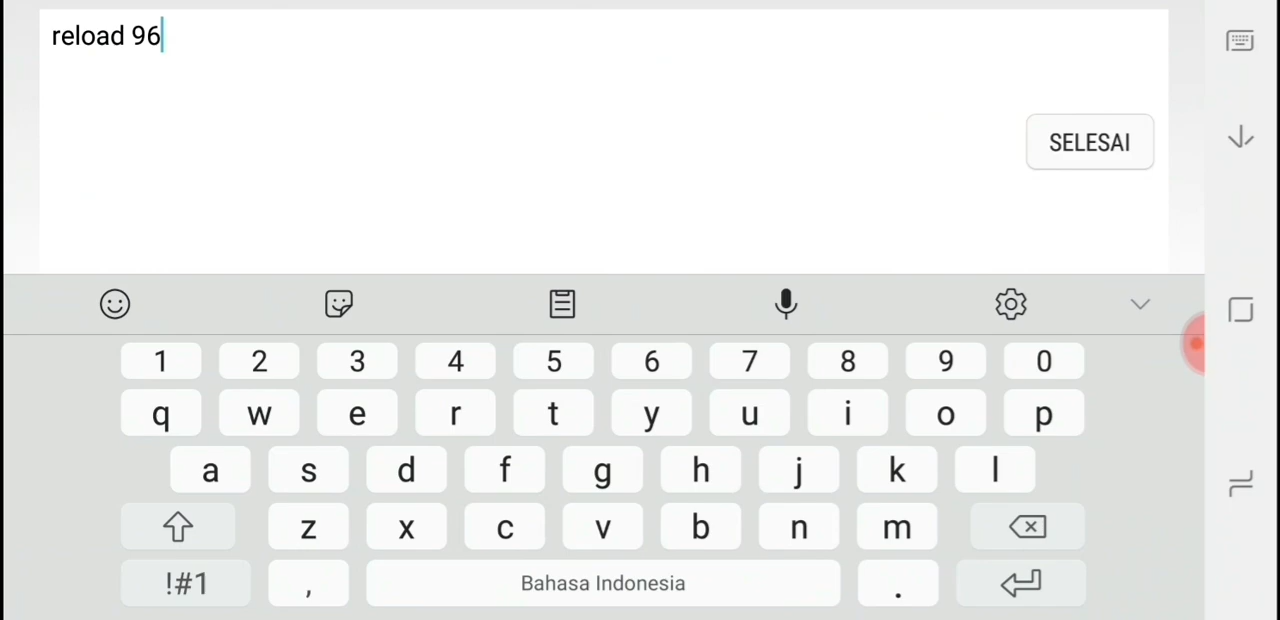 reload 96
SELESAI
1 2 3 4 5 6 7 8 9 0
q w e r t y u i o p
a s d f g h j k l
z x c v b n m
!#1 , Bahasa Indonesia .